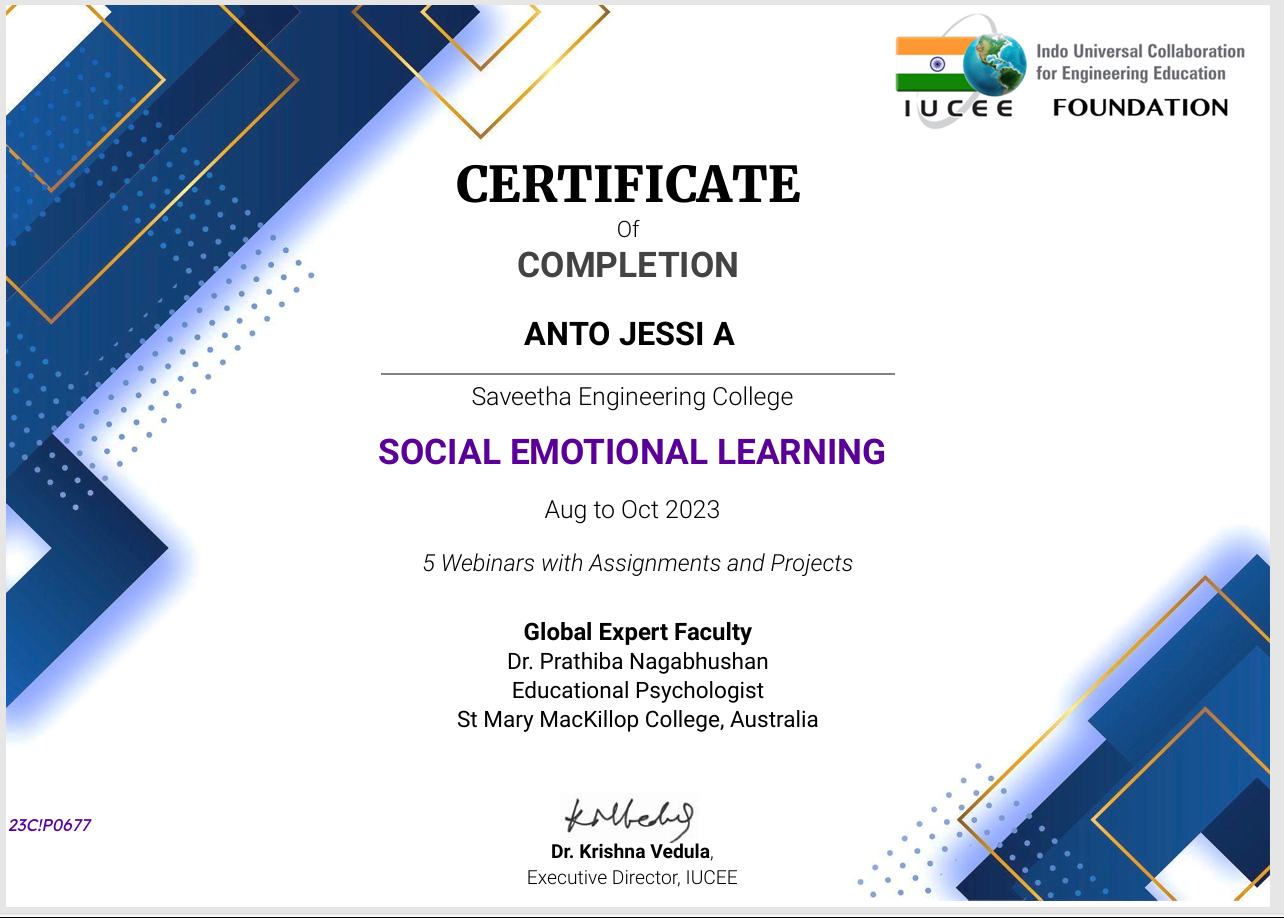 Indo Universal Collaboration
for Engineering Education
IUCEE FOUNDATION
CERTIFICATE
Of
COMPLETION
ANTO JESSI A
Saveetha Engineering College
SOCIAL EMOTIONAL LEARNING
Aug to Oct 2023
5 Webinars with Assignments and Projects
Global Expert Faculty
Dr. Prathiba Nagabhushan
Educational Psychologist
St Mary MacKillop College, Australia
23C!P0677
Dr. Krishna Vedula,
Executive Director, IUCEE